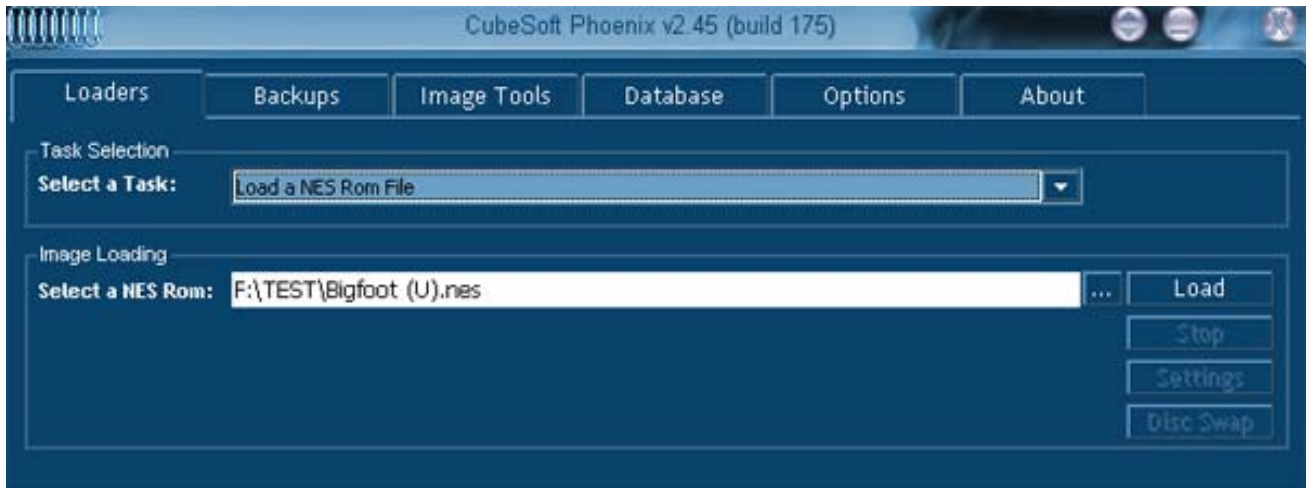 CubeSoft Phoenix v2.45 (build 175)
Loaders Backups Image Tools Database Options About
Task Selection
Select a Task: Load a NES Rom File
Image Loading
Select a NES Rom: F:\TEST\Bigfoot (U).nes ... Load
Stop
Settings
Disc Swap